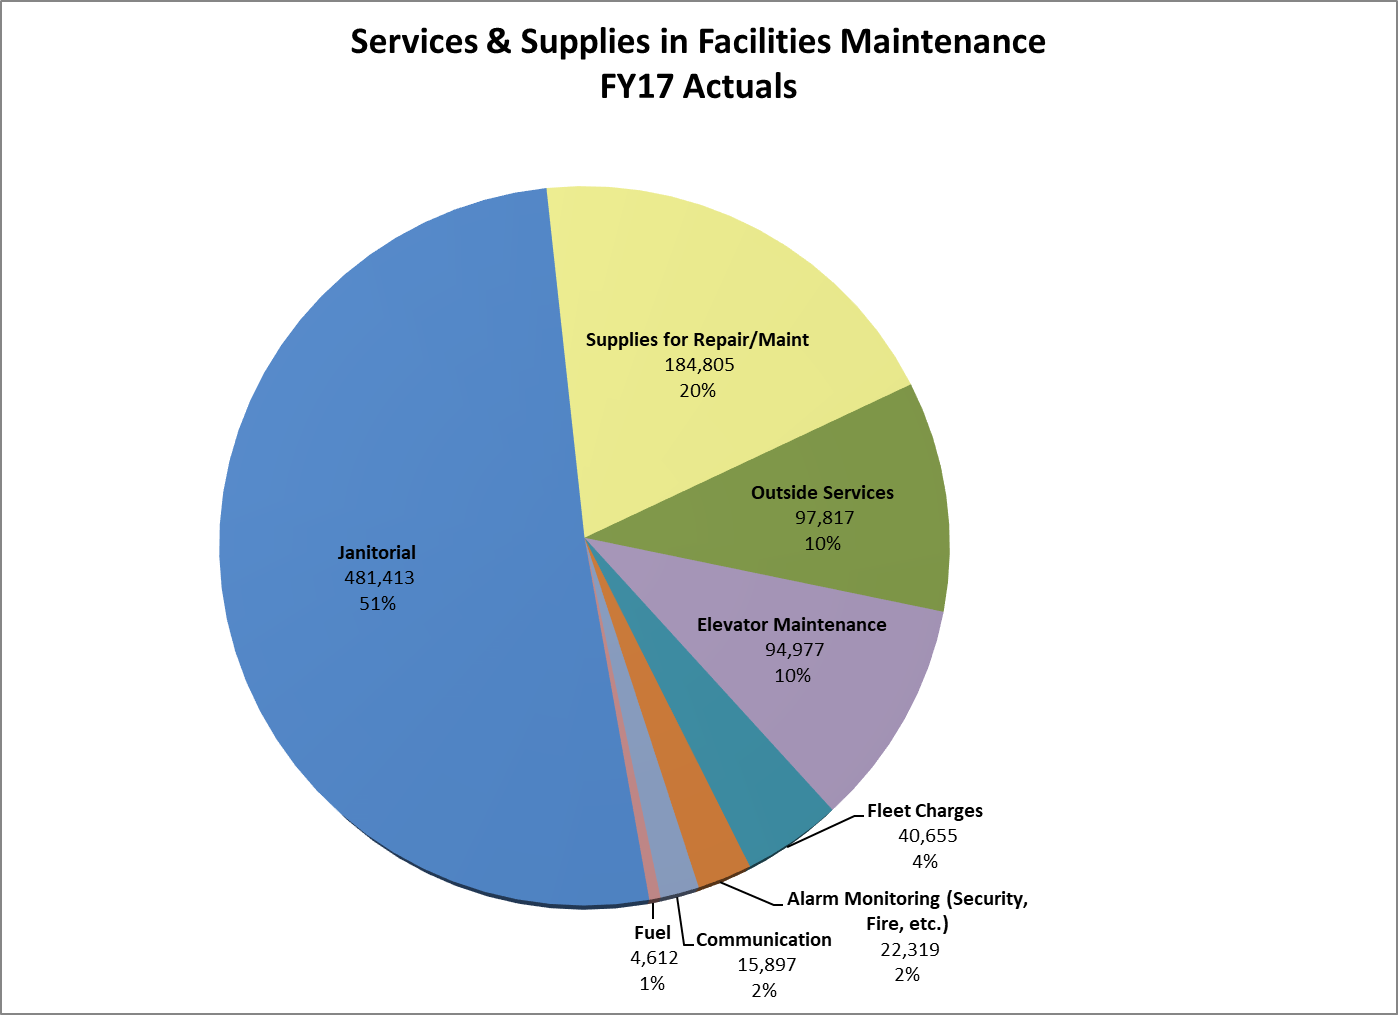 Services & Supplies in Facilities Maintenance
FY17 Actuals
Supplies for Repair/Maint
184,805
20%
Outside Services
97,817
10%
Janitorial
481,413
51%
Elevator Maintenance
94,977
10%
Fleet Charges
40,655
4%
Alarm Monitoring (Security,
Fire, etc.)
22,319
2%
Communication
15,897
2%
Fuel
4,612
1%